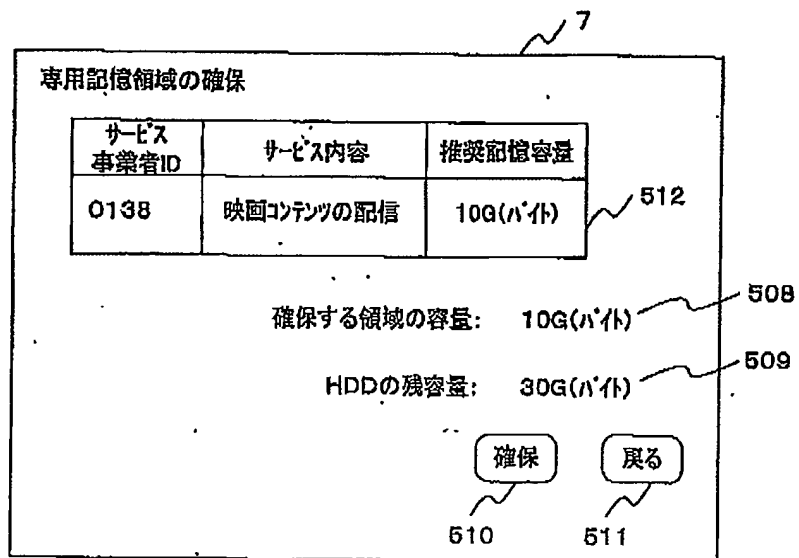 7
専用記憶領域の確保
サービス
事業者ID
サービス内容
推奨記憶容量
0138
映画コンテンツの配信
10G(バイト)
512
確保する領域の容量: 10G(バイト)
508
HDDの残容量: 30G(バイト)
509
確保
戻る
510
511